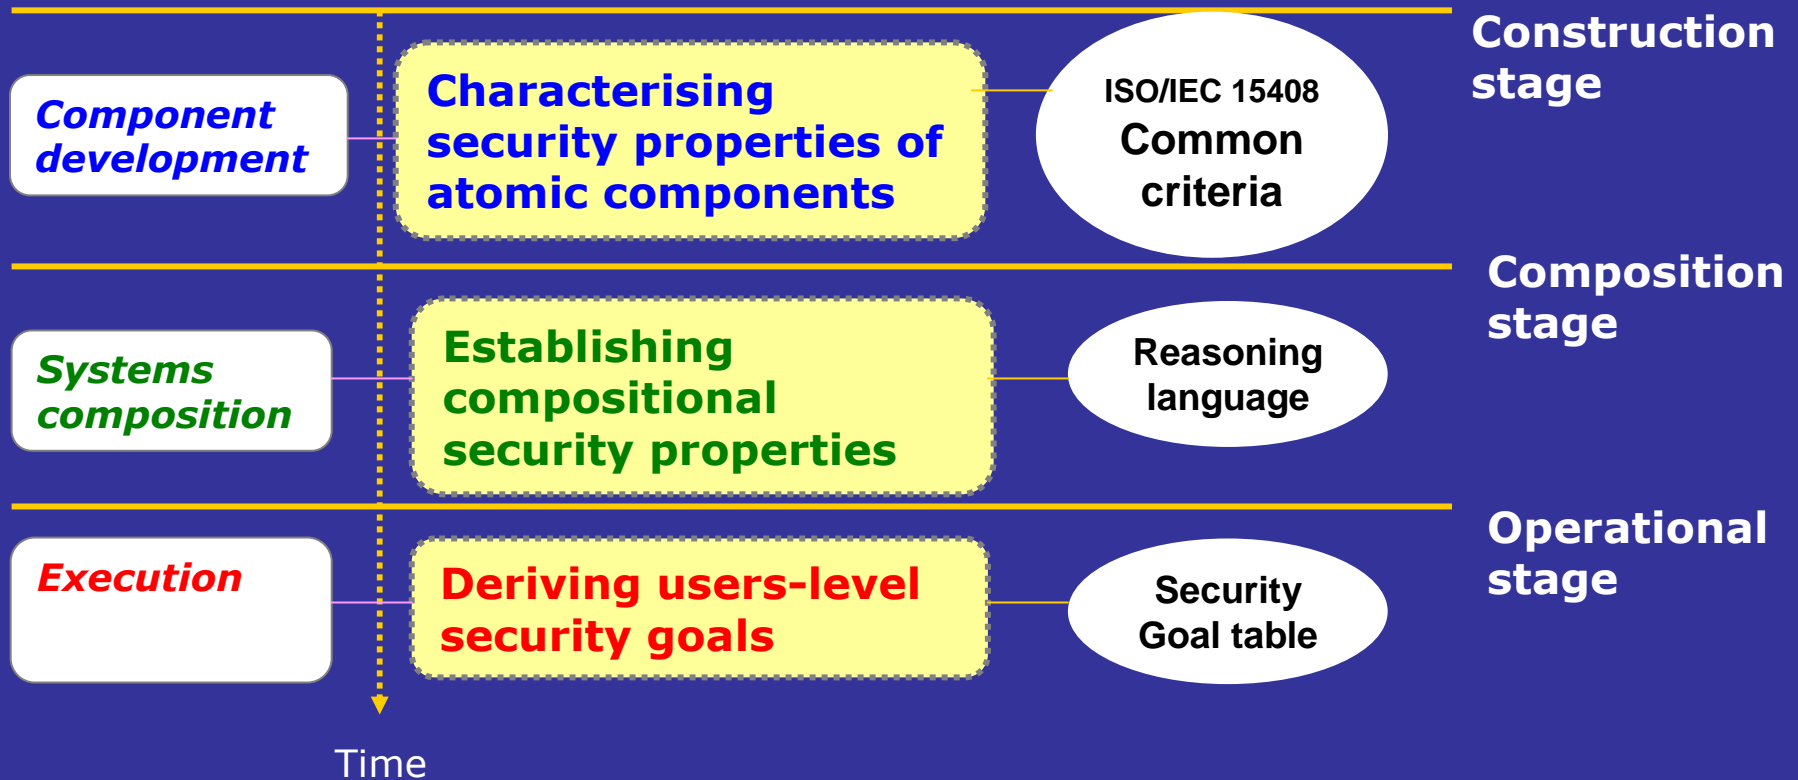 Construction
stage
Component
development
Characterising
security properties of
atomic components
ISO/IEC 15408
Common
criteria
Composition
stage
Systems
composition
Establishing
compositional
security properties
Reasoning
language
Operational
stage
Execution
Deriving users-level
security goals
Security
Goal table
Time